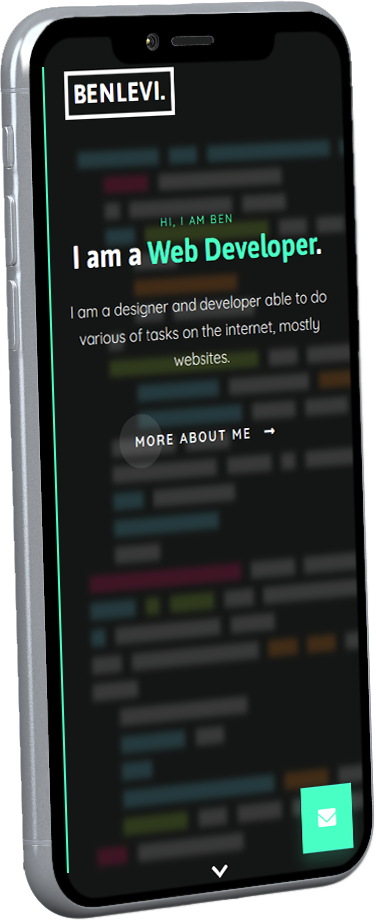 BENLEVI.
HI, I AM BEN
I am a Web Developer.
I am a designer and developer able to do
various of tasks on the internet, mostly
websites.
MORE ABOUT ME →